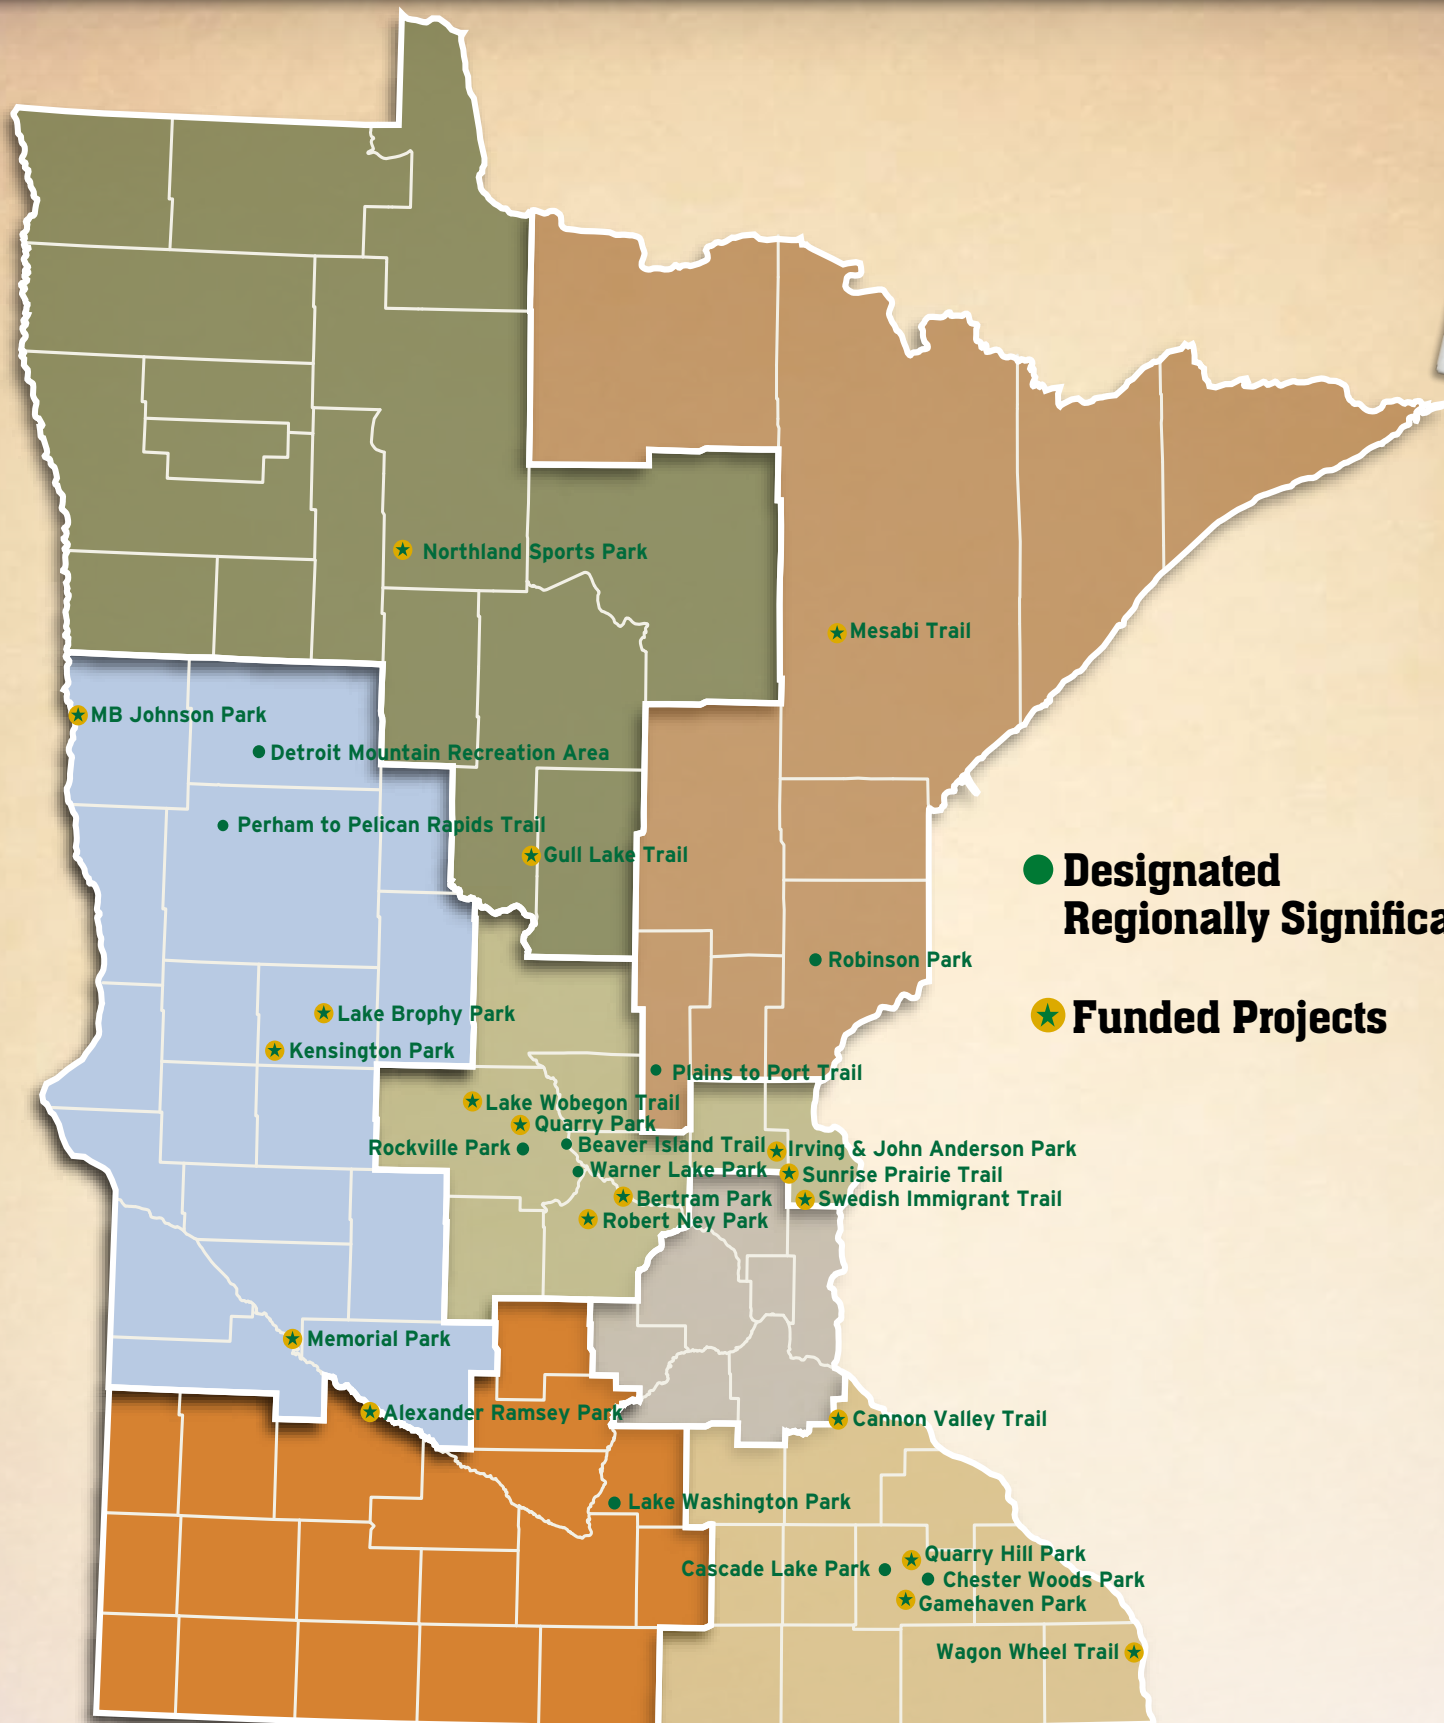 Northland Sports Park
Mesabi Trail
MB Johnson Park
Detroit Mountain Recreation Area
Perham to Pelican Rapids Trail
Gull Lake Trail
Designated
Regionally Significa
Robinson Park
Lake Brophy Park
Funded Projects
Kensington Park
Plains to Port Trail
Lake Wobegon Trail
Quarry Park
Rockville Park
Beaver Island Trail
Irving & John Anderson Park
Warner Lake Park
Sunrise Prairie Trail
Bertram Park
Swedish Immigrant Trail
Robert Ney Park
Memorial Park
Alexander Ramsey Park
Cannon Valley Trail
Lake Washington Park
Quarry Hill Park
Cascade Lake Park
Chester Woods Park
Gamehaven Park
Wagon Wheel Trail